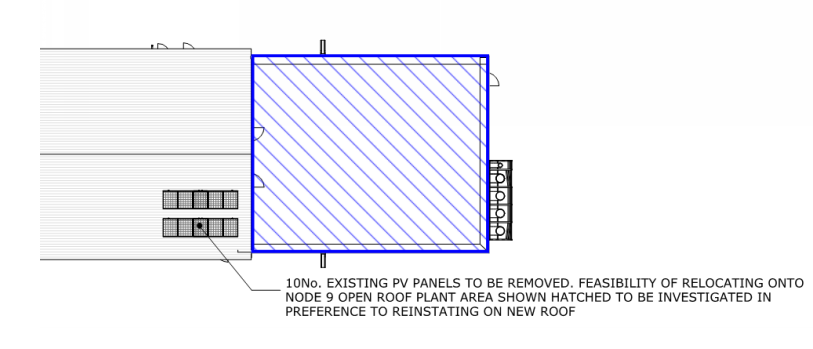 10No. EXISTING PV PANELS TO BE REMOVED. FEASIBILITY OF RELOCATING ONTO
NODE 9 OPEN ROOF PLANT AREA SHOWN HATCHED TO BE INVESTIGATED IN
PREFERENCE TO REINSTATING ON NEW ROOF